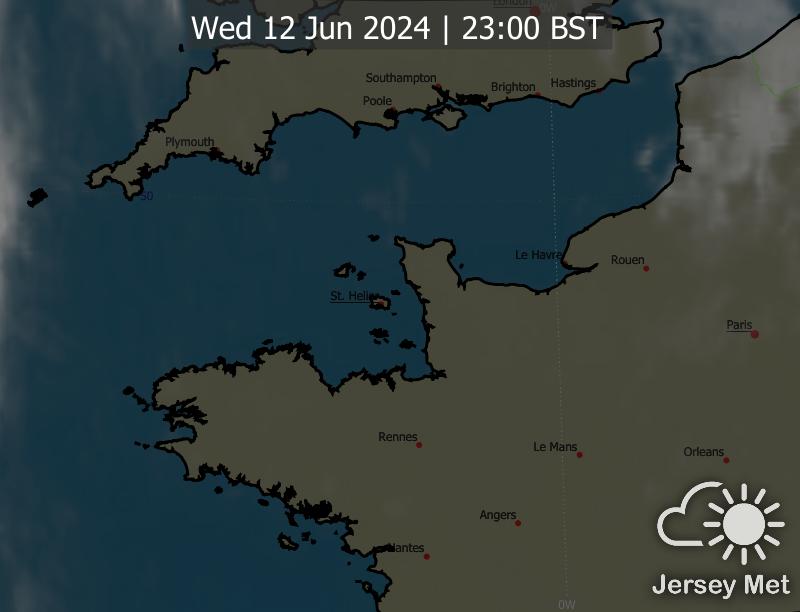 London
0W
Wed 12 Jun 2024 | 23:00 BST
Southampton
Brighton
Hastings
Poole
Plymouth
50
Le Havre
Rouen
St. Helier
Paris
Rennes
Le Mans
Orleans
Angers
Nantes
Jersey Met
0W